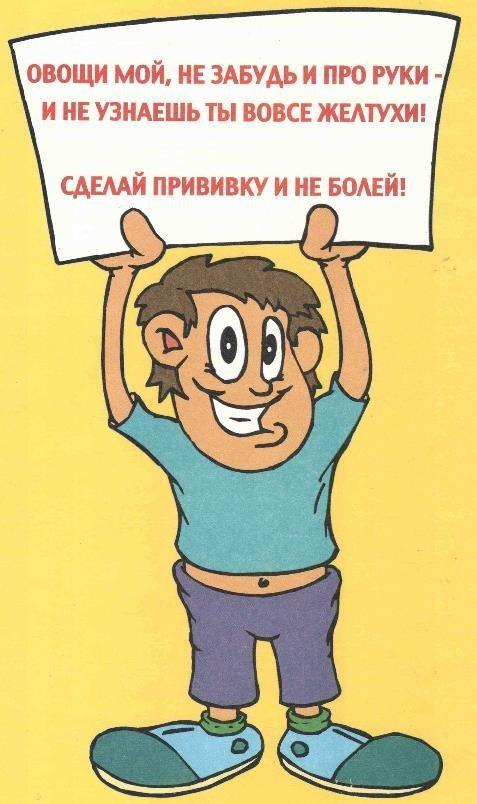 ОВОЩИ МОЙ, НЕ ЗАБУДЬ И ПРО РУКИ -
И НЕ УЗНАЕШЬ ТЫ ВОВСЕ ЖЕЛТУХИ!
СДЕЛАЙ ПРИВИВКУ И НЕ БОЛЕЙ!